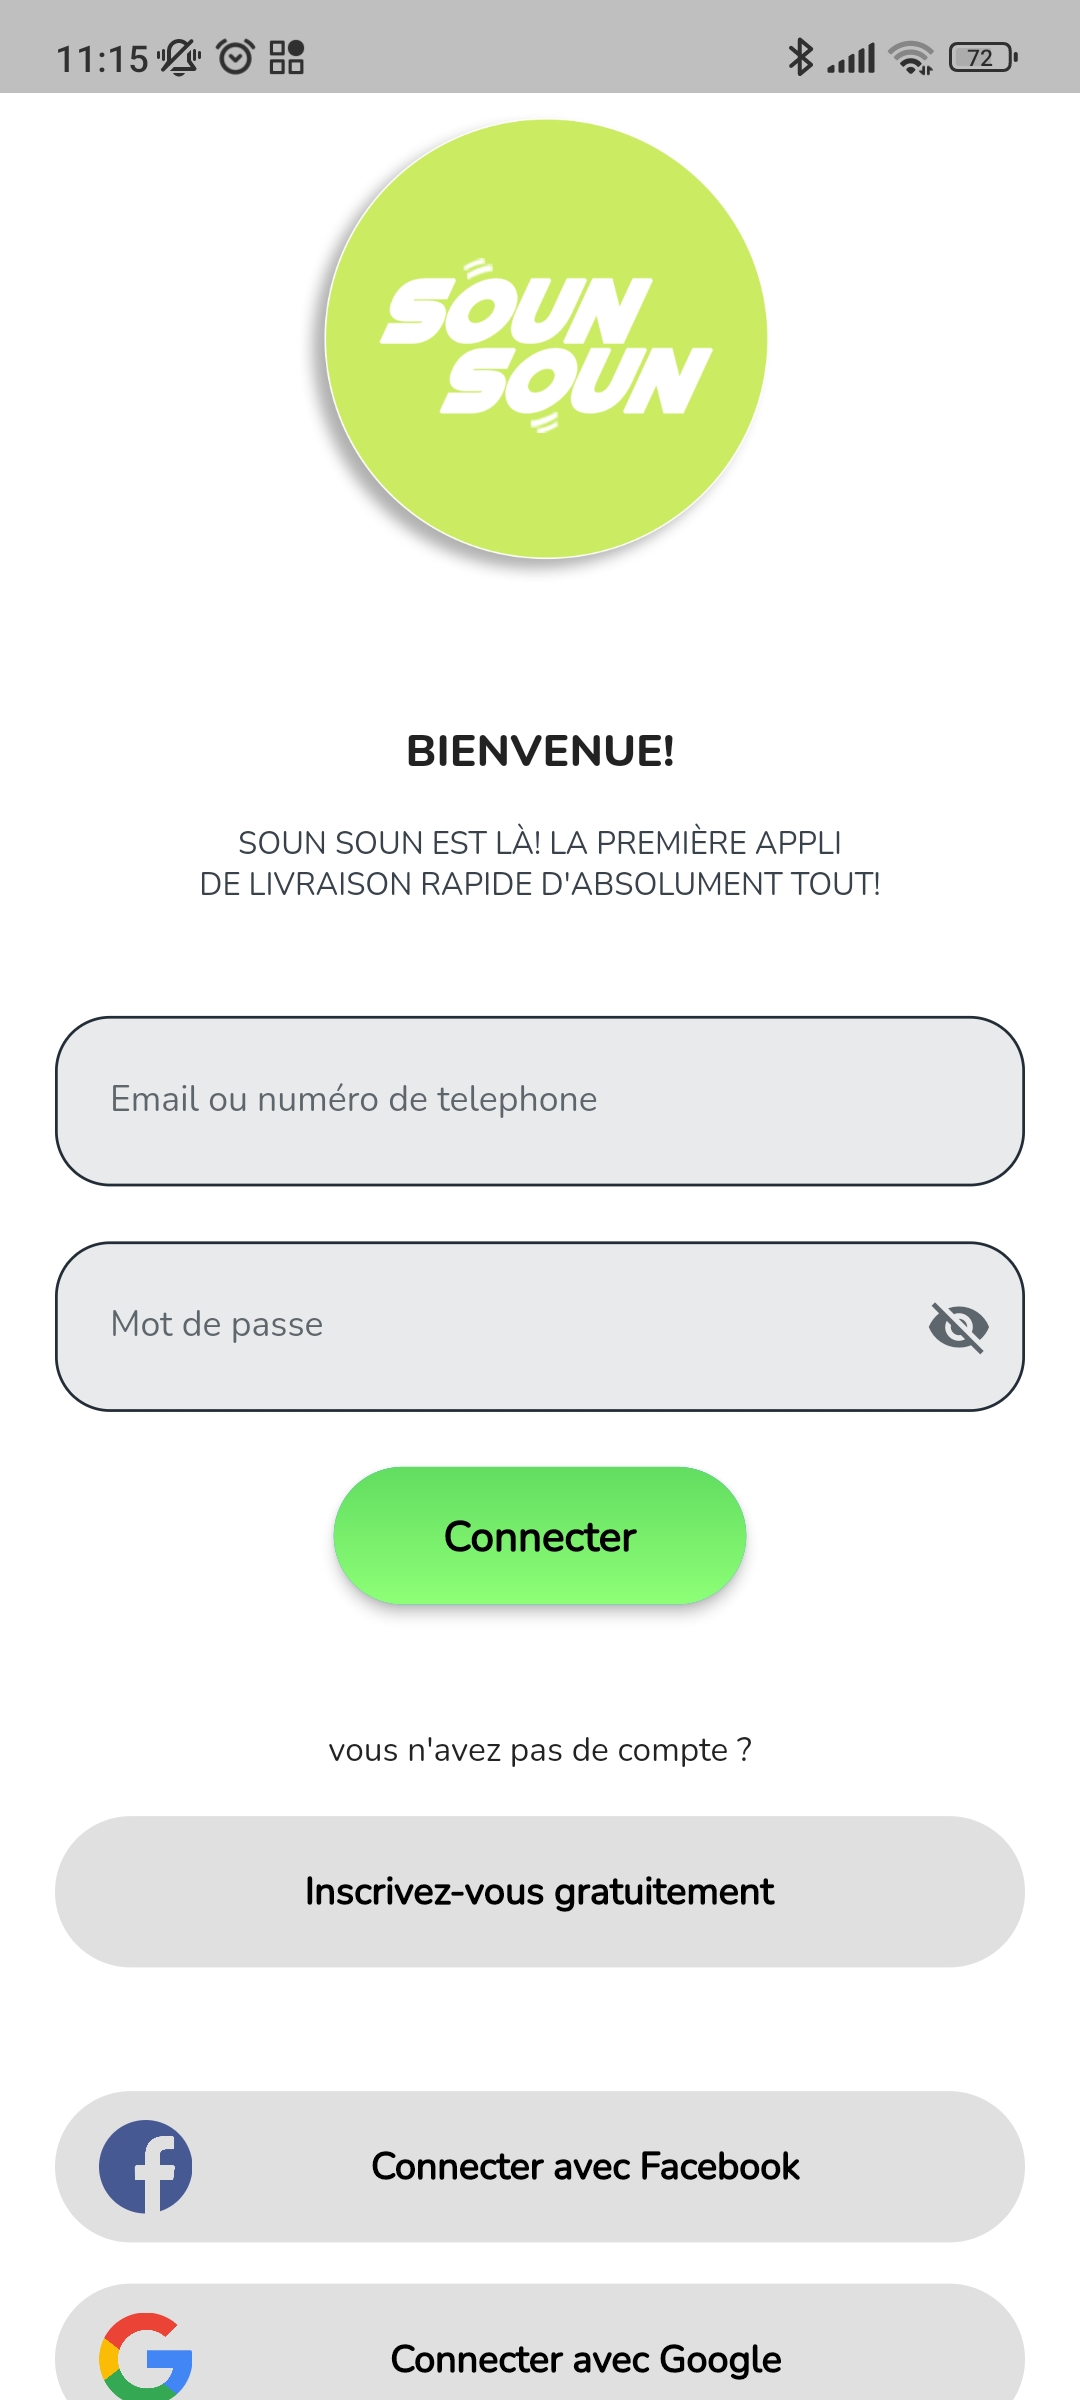 11:15
72
SOUN
SOUN
BIENVENUE!
SOUN SOUN EST LÀ! LA PREMIÈRE APPLI
DE LIVRAISON RAPIDE D'ABSOLUMENT TOUT!
Email ou numéro de telephone
Mot de passe
Connecter
vous n'avez pas de compte ?
Inscrivez-vous gratuitement
Connecter avec Facebook
Connecter avec Google